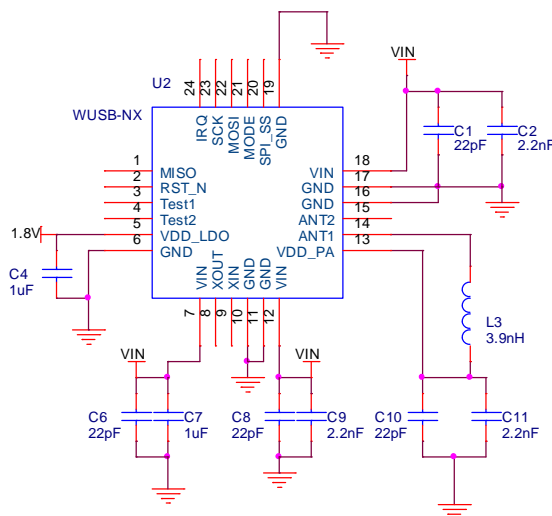 VIN
U2
24
23
22
21
20
19
WUSB-NX
IRQ
SCK
MOSI
MODE
SPI_SS
GND
C1
22pF
C2
2.2nF
1
MISO
VIN
18
2
RST_N
GND
17
3
Test1
GND
16
4
Test2
ANT2
15
1.8V
5
VDD_LDO
ANT1
14
6
GND
VDD_PA
13
C4
1uF
VIN
XOUT
XIN
GND
GND
VIN
7
8
9
10
11
12
L3
3.9nH
VIN
VIN
C6
22pF
C7
1uF
C8
22pF
C9
2.2nF
C10
22pF
C11
2.2nF